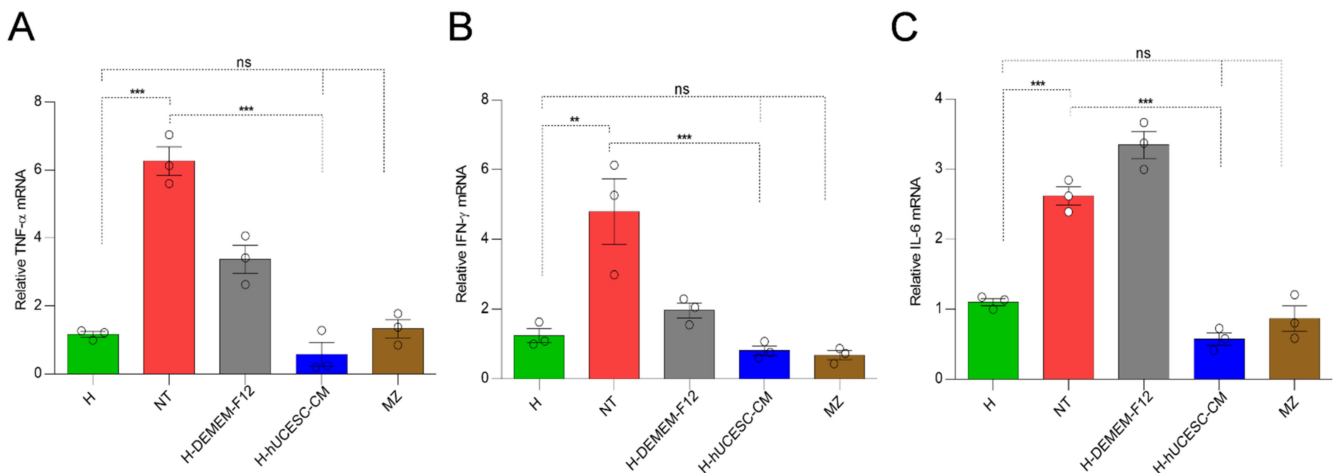 A
Relative TNF-α mRNA
8
6
4
2
0
ns
***
***
H
NT
H-DEMEM-F12
H-hUCESC-CM
MZ
B
Relative IFN-γ mRNA
8
6
4
2
0
ns
**
***
H
NT
H-DEMEM-F12
H-hUCESC-CM
MZ
C
Relative IL-6 mRNA
4
3
2
1
0
ns
***
***
H
NT
H-DEMEM-F12
H-hUCESC-CM
MZ